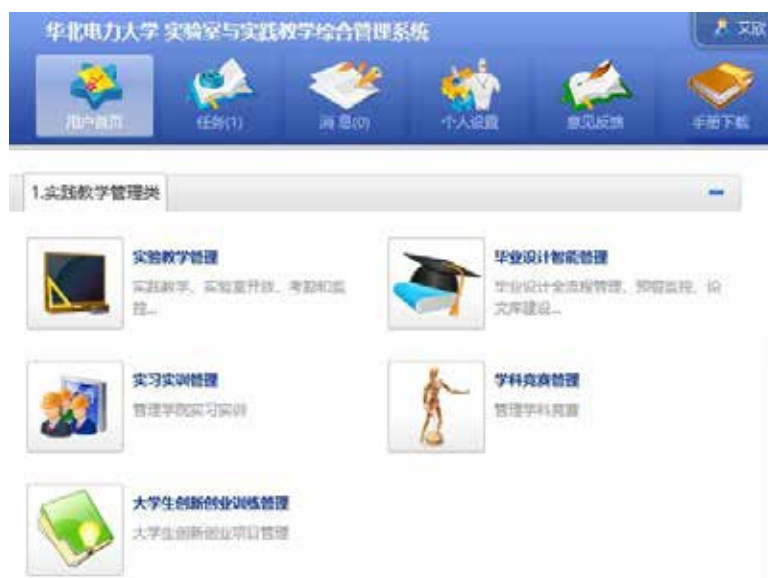 华北电力大学 实验室与实践教学综合管理系统
艾欣
用户首页
任务(1)
消息(0)
个人设置
意见反馈
手册下载
1.实践教学管理类
实验教学管理
实践教学、实验室开放、考勤和监
控...
毕业设计智能管理
毕业设计全流程管理、预警监控、论
文库建设...
实习实训管理
管理学院实习实训
学科竞赛管理
管理学科竞赛
大学生创新创业训练管理
大学生创新创业项目管理